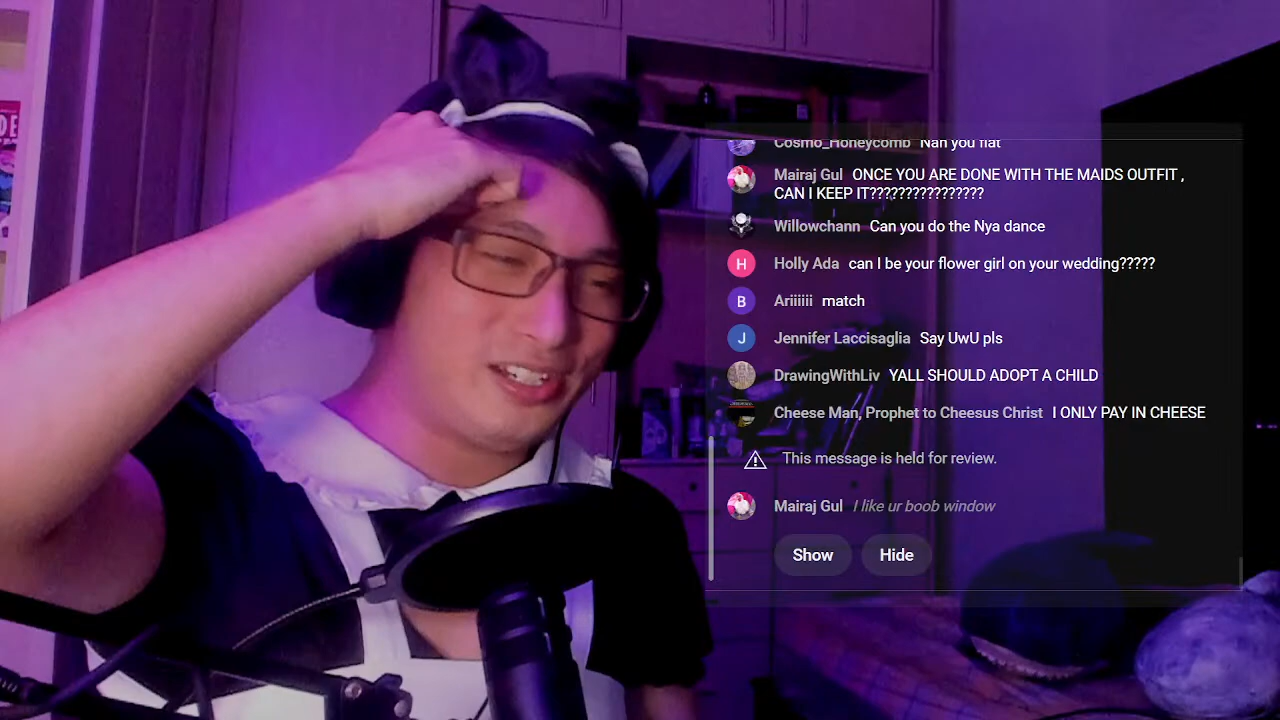 DE
Cosmo_Honeycomb Nah you flat
Mairaj Gul ONCE YOU ARE DONE WITH THE MAIDS OUTFIT ,
CAN I KEEP IT???????????????
Willowchann Can you do the Nya dance
H Holly Ada can I be your flower girl on your wedding?????
B Ariiiiii match
J Jennifer Laccisaglia Say UwU pls
DrawingWithLiv YALL SHOULD ADOPT A CHILD
Cheese Man, Prophet to Cheesus Christ I ONLY PAY IN CHEESE
This message is held for review.
Mairaj Gul I like ur boob window
Show Hide